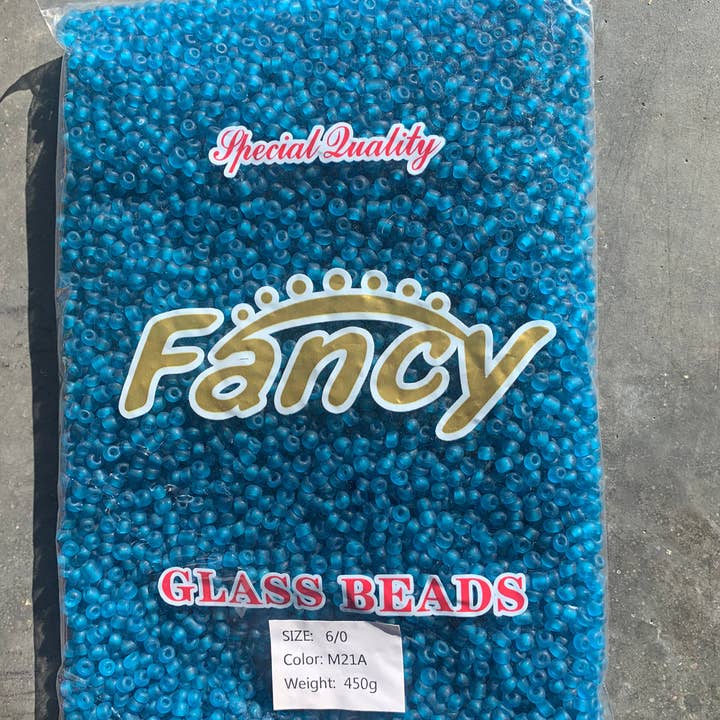 Special Quality
Fancy
GLASS BEADS
SIZE: 6/0
Color: M21A
Weight: 450g